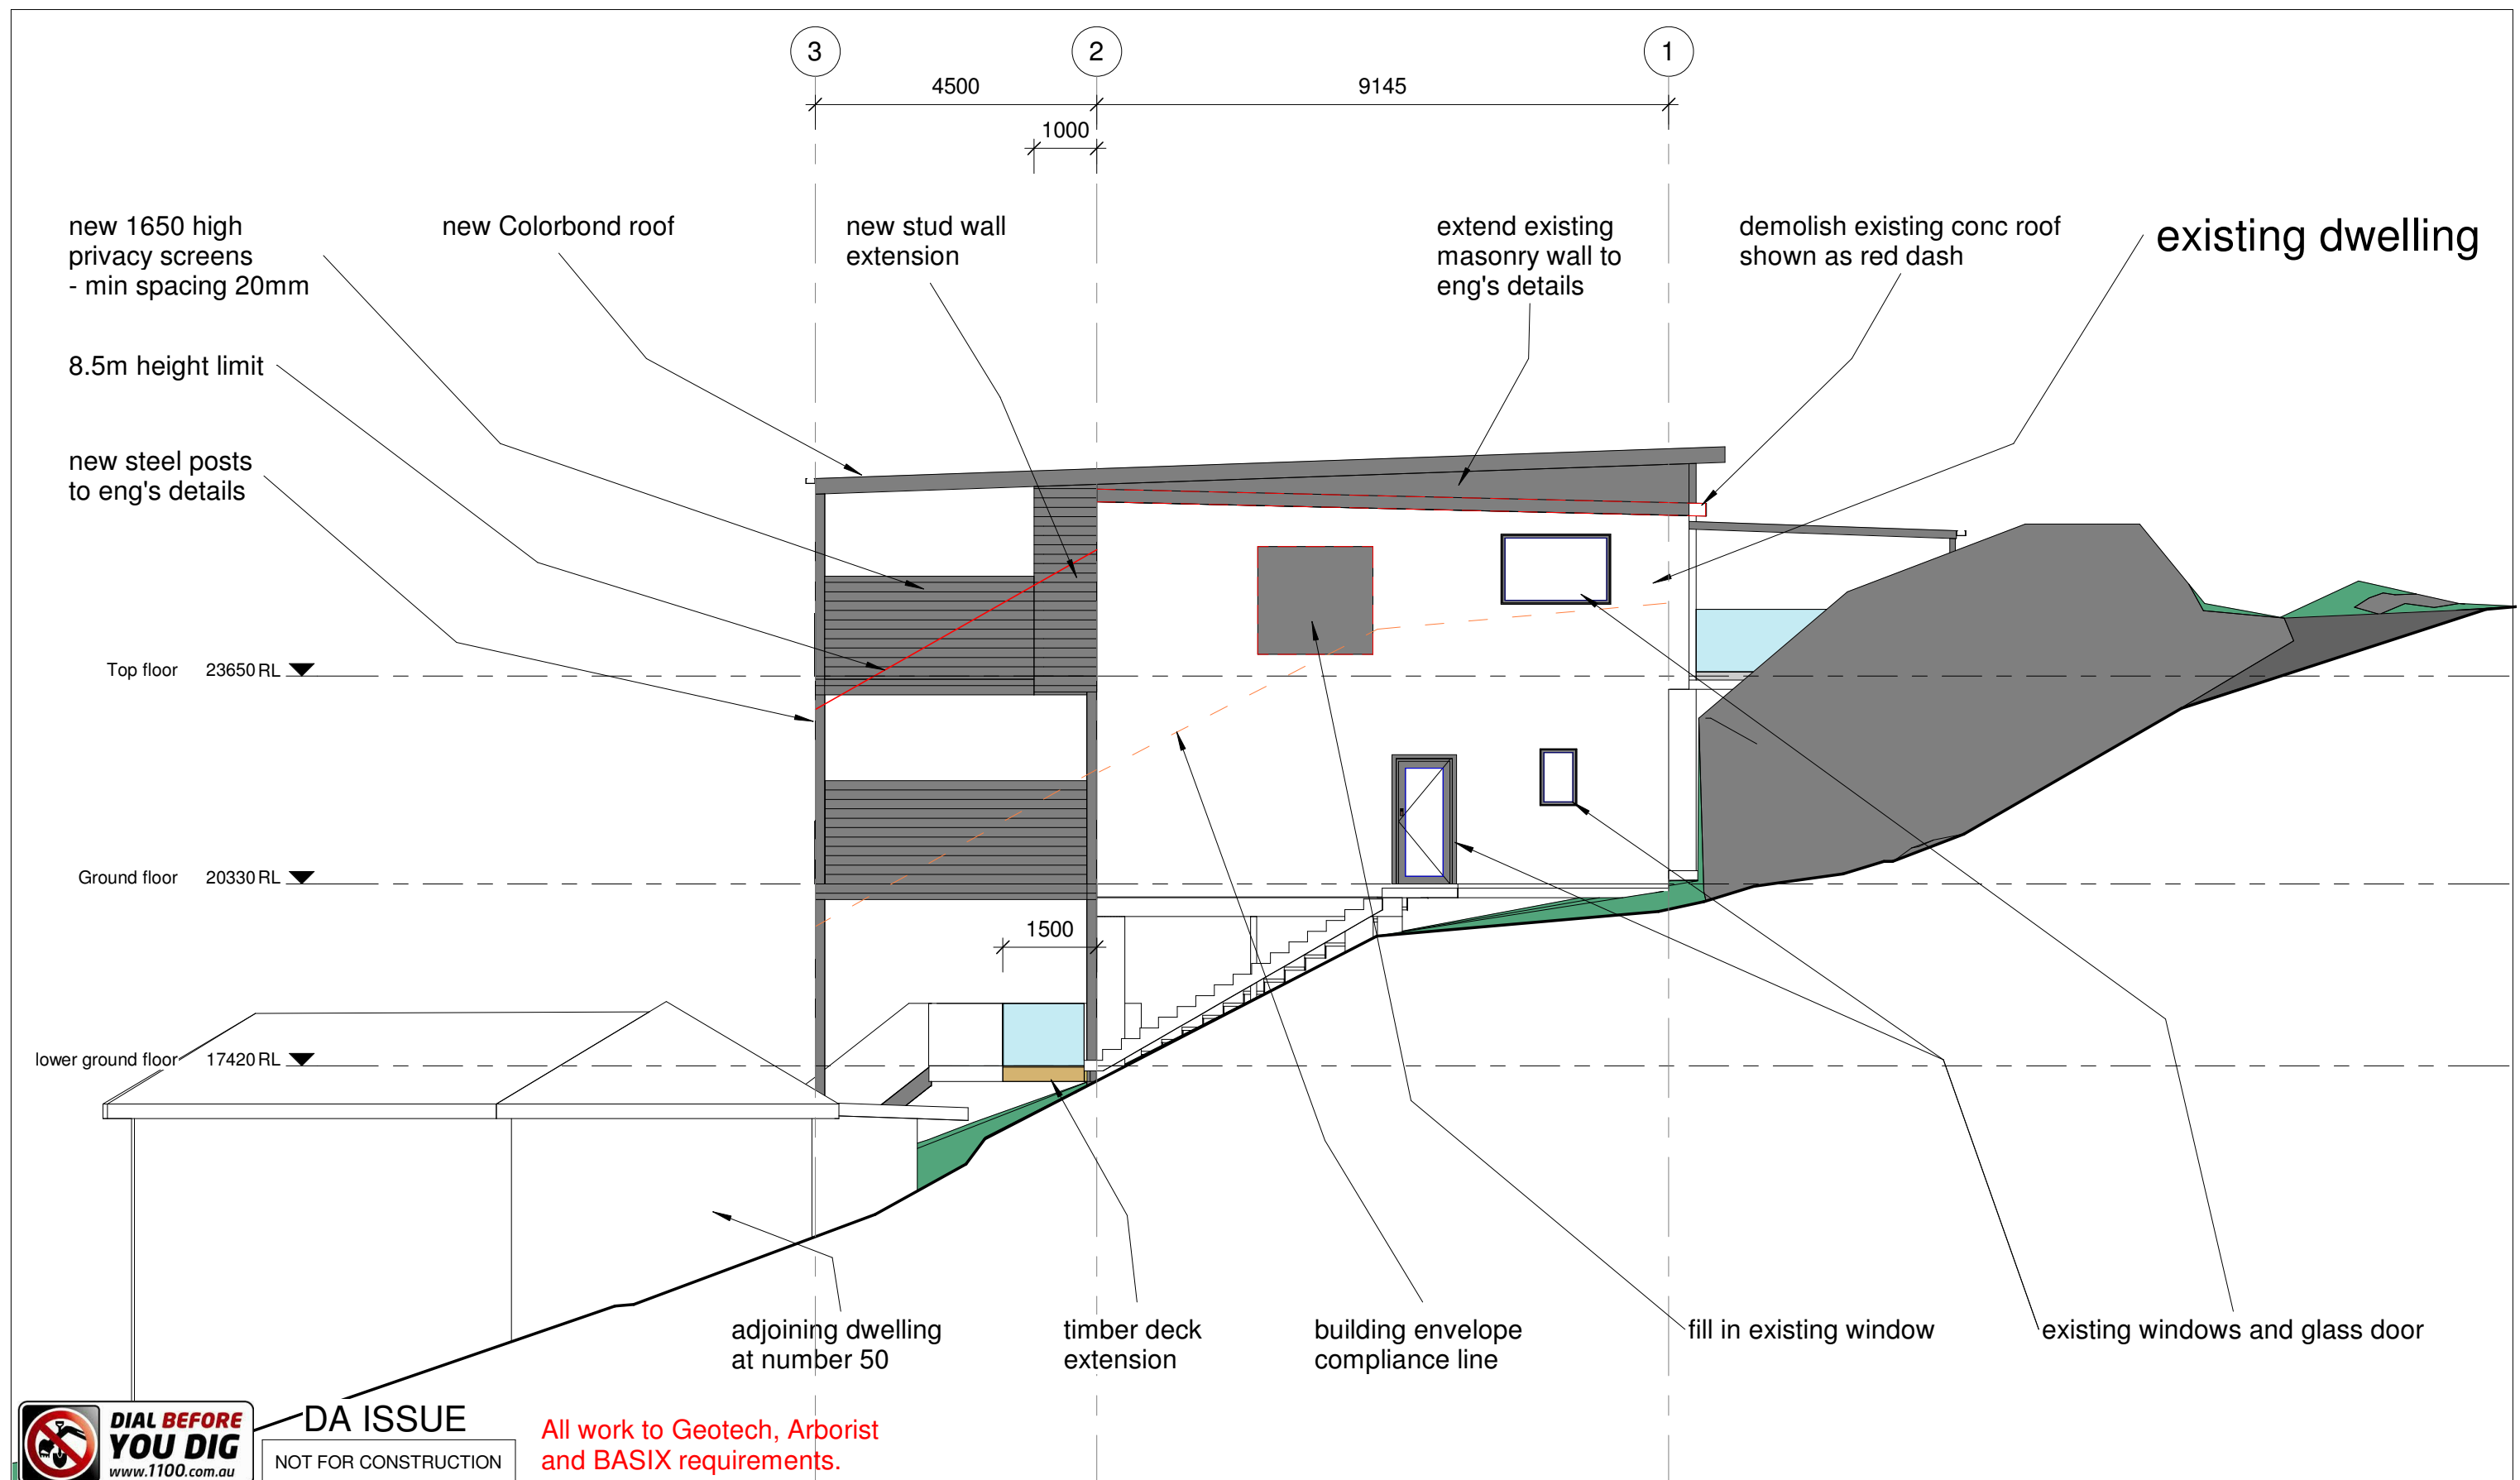 3
2
1
4500
9145
1000
new 1650 high
privacy screens
- min spacing 20mm
new Colorbond roof
new stud wall
extension
extend existing
masonry wall to
eng's details
demolish existing conc roof
shown as red dash
existing dwelling
8.5m height limit
new steel posts
to eng's details
Top floor 23650 RL
Ground floor 20330 RL
1500
lower ground floor 17420 RL
adjoining dwelling
at number 50
timber deck
extension
building envelope
compliance line
fill in existing window
existing windows and glass door
DIAL BEFORE
YOU DIG
www.1100.com.au
DA ISSUE
NOT FOR CONSTRUCTION
All work to Geotech, Arborist
and BASIX requirements.